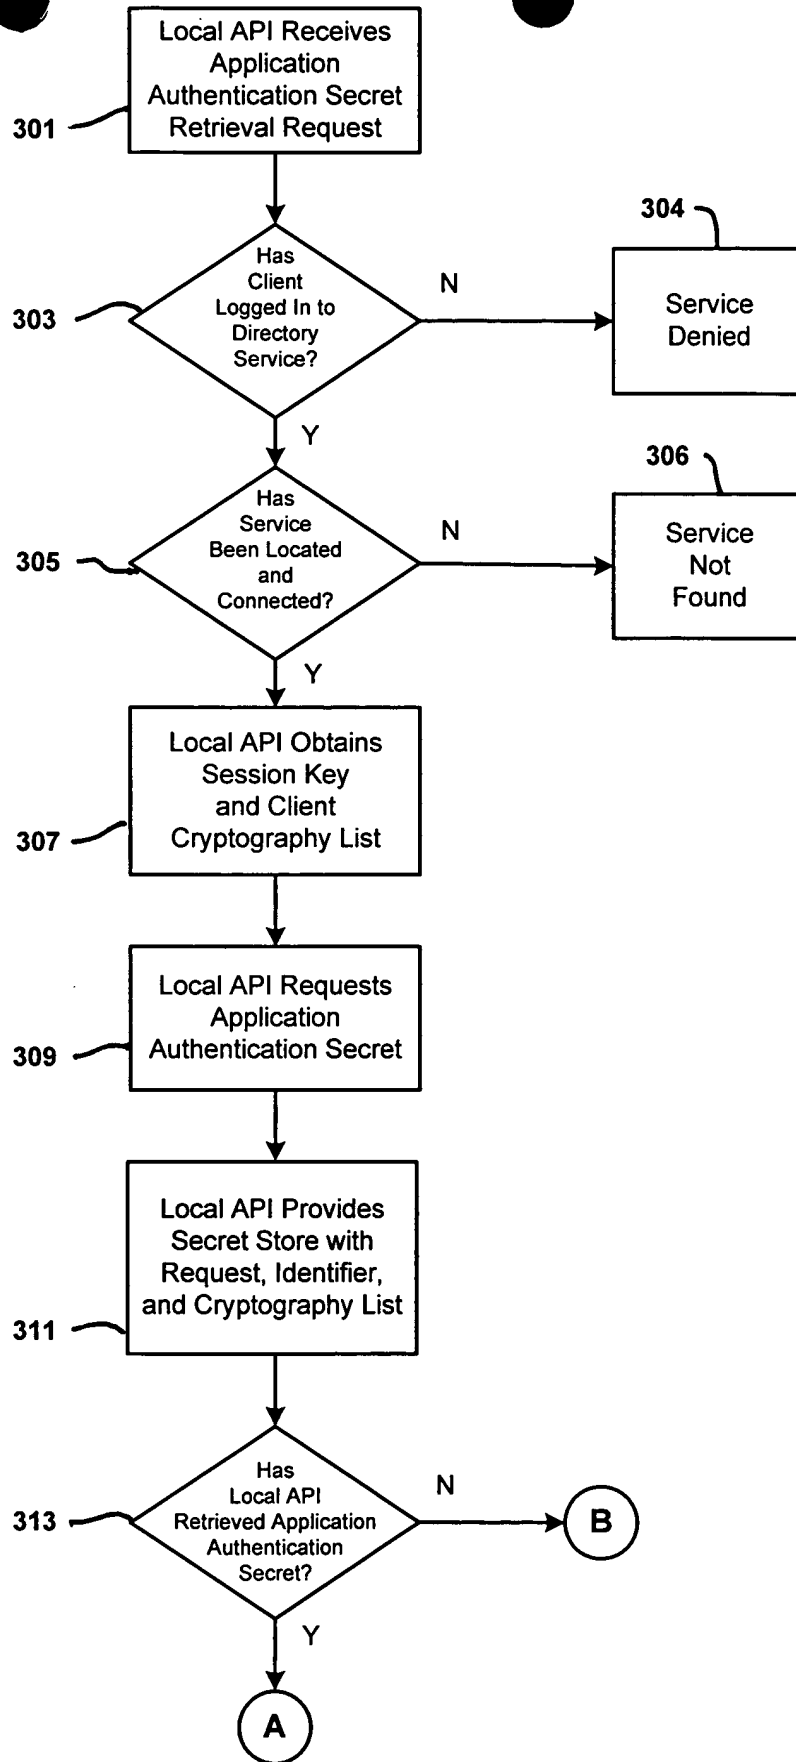 Local API Receives
Application
Authentication Secret
Retrieval Request
301
304
Has
Client
Logged In to
Directory
Service?
303
N
Service
Denied
Y
306
Has
Service
Been Located
and
Connected?
305
N
Service
Not
Found
Y
Local API Obtains
Session Key
and Client
Cryptography List
307
Local API Requests
Application
Authentication Secret
309
Local API Provides
Secret Store with
Request, Identifier,
and Cryptography List
311
Has
Local API
Retrieved Application
Authentication
Secret?
313
N
B
Y
A